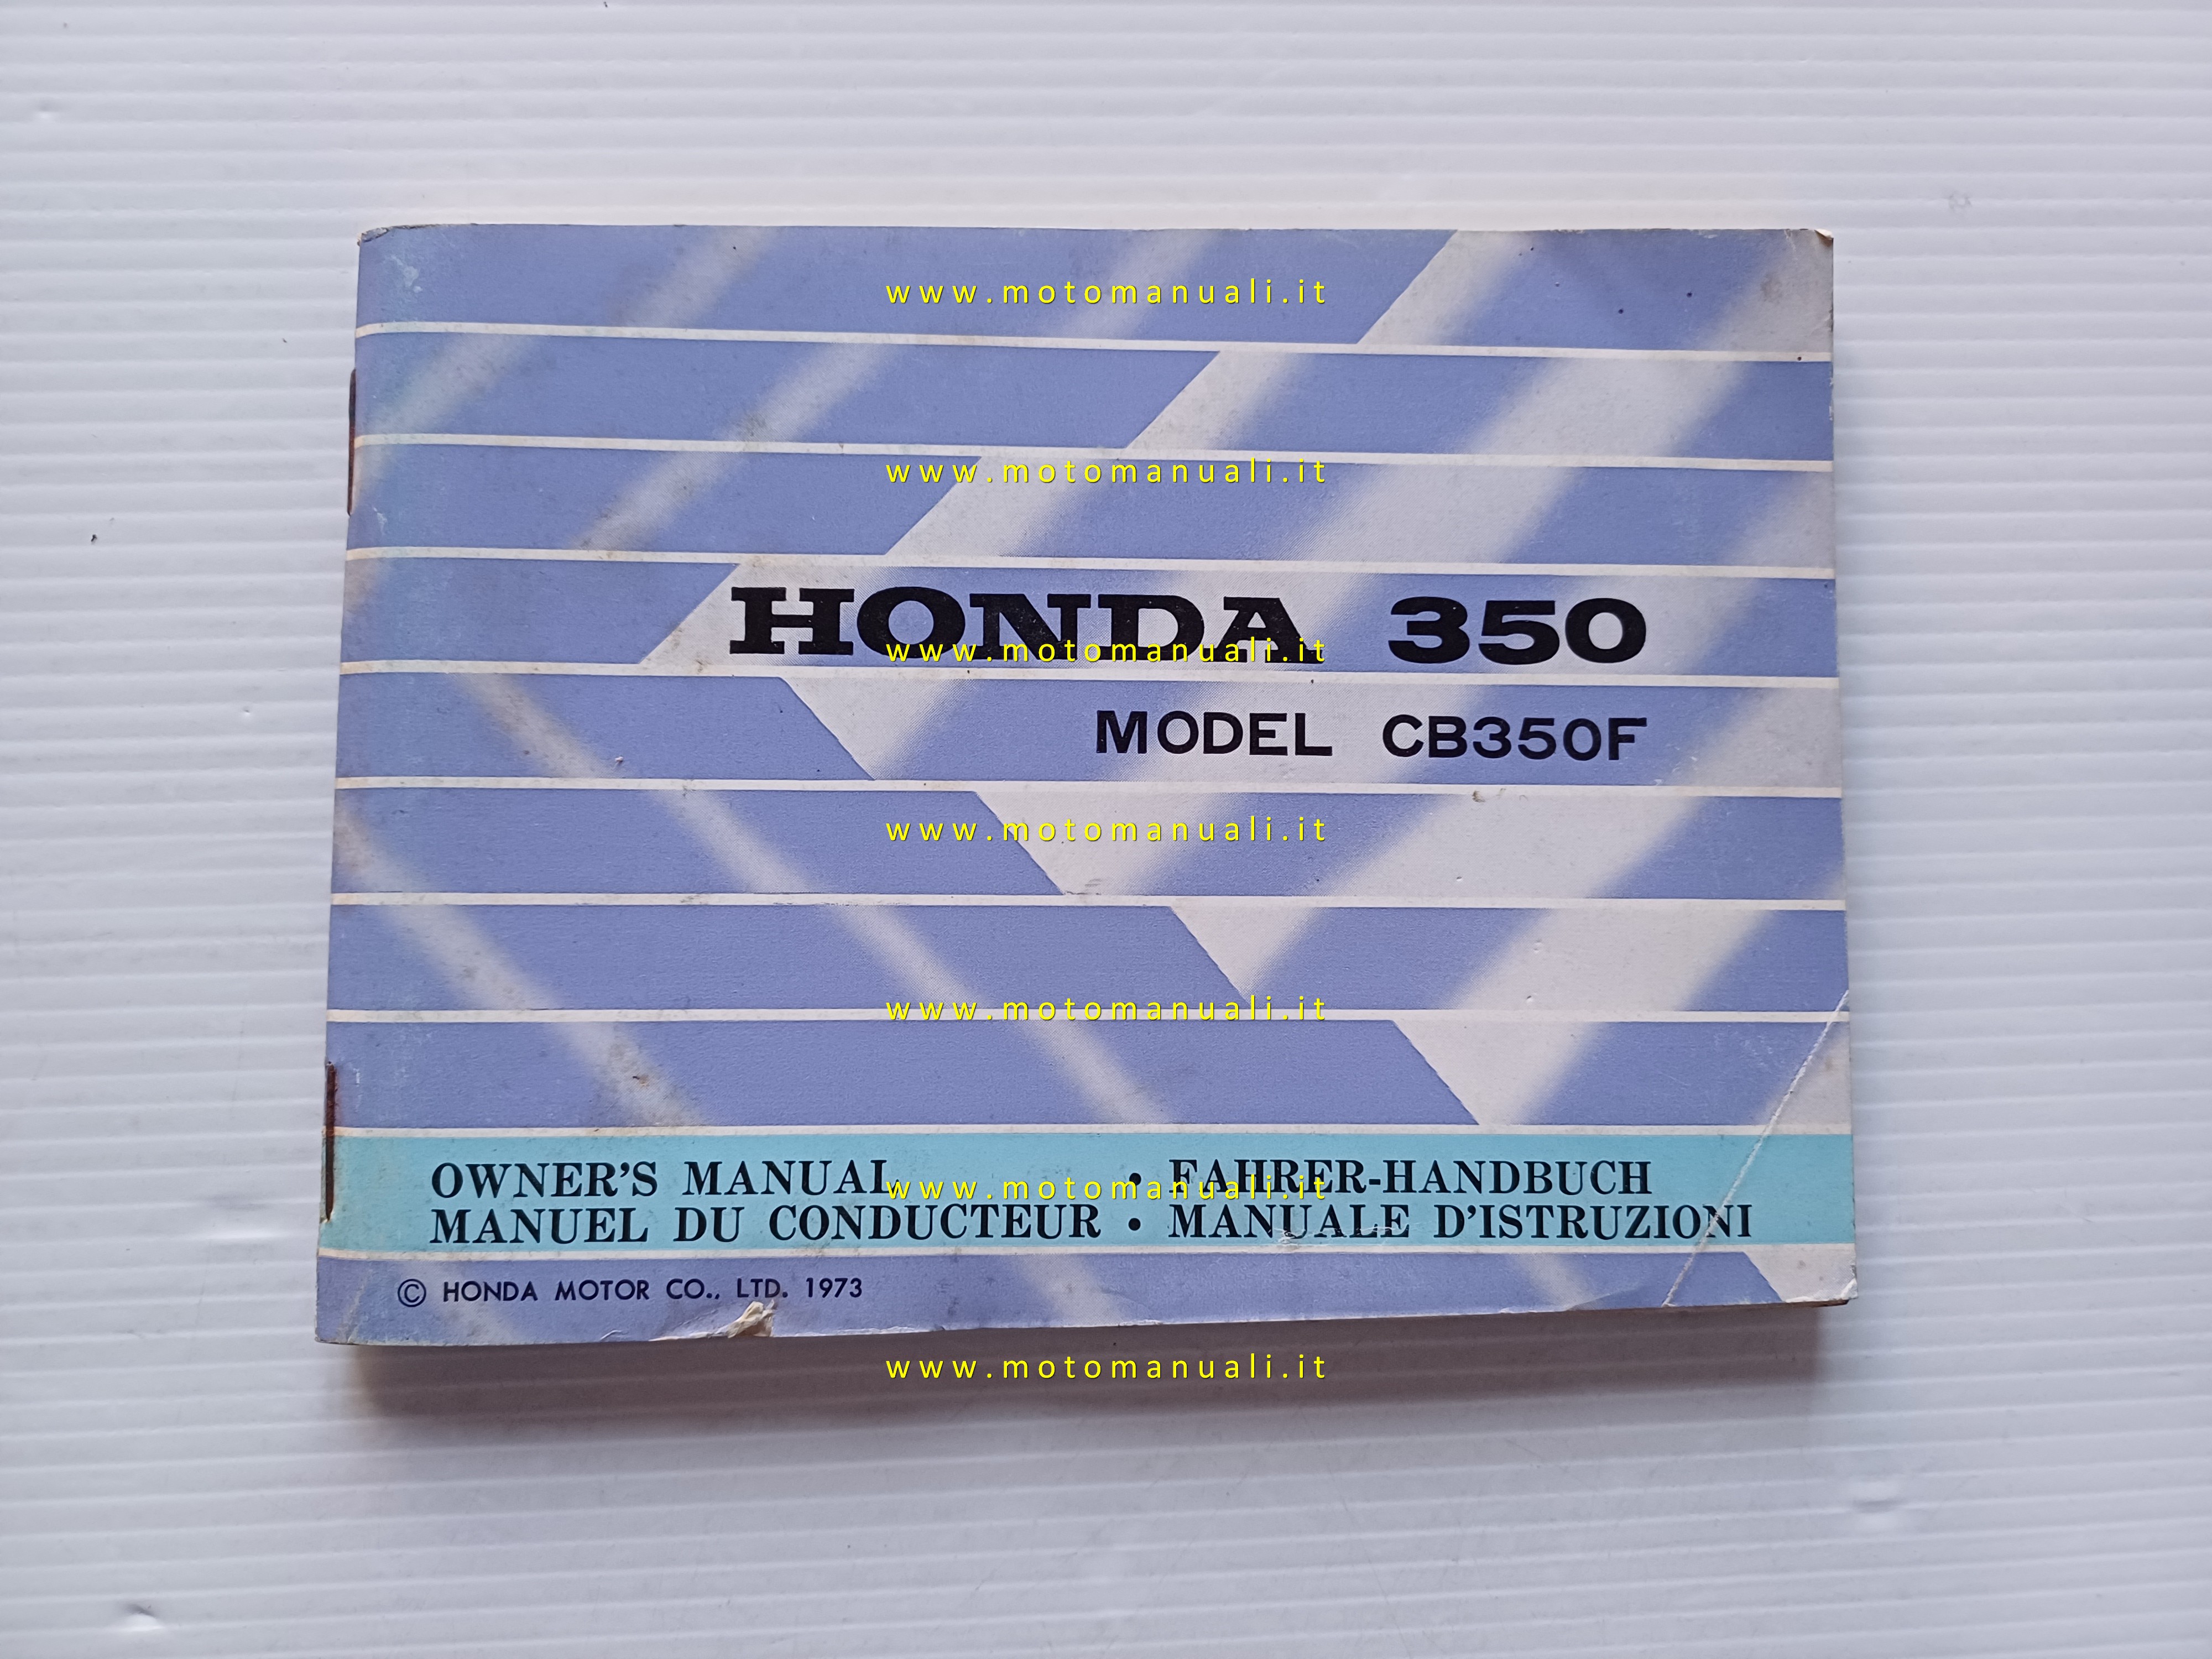 www.motomanuali.it
www.motomanuali.it
HONDA 350
www.motomanuali.it
MODEL CB350F
www.motomanuali.it
www.motomanuali.it
OWNER'S MANUAL • FAHRER-HANDBUCH
www.motomanuali.it
MANUEL DU CONDUCTEUR • MANUALE D'ISTRUZIONI
© HONDA MOTOR CO., LTD. 1973
www.motomanuali.it